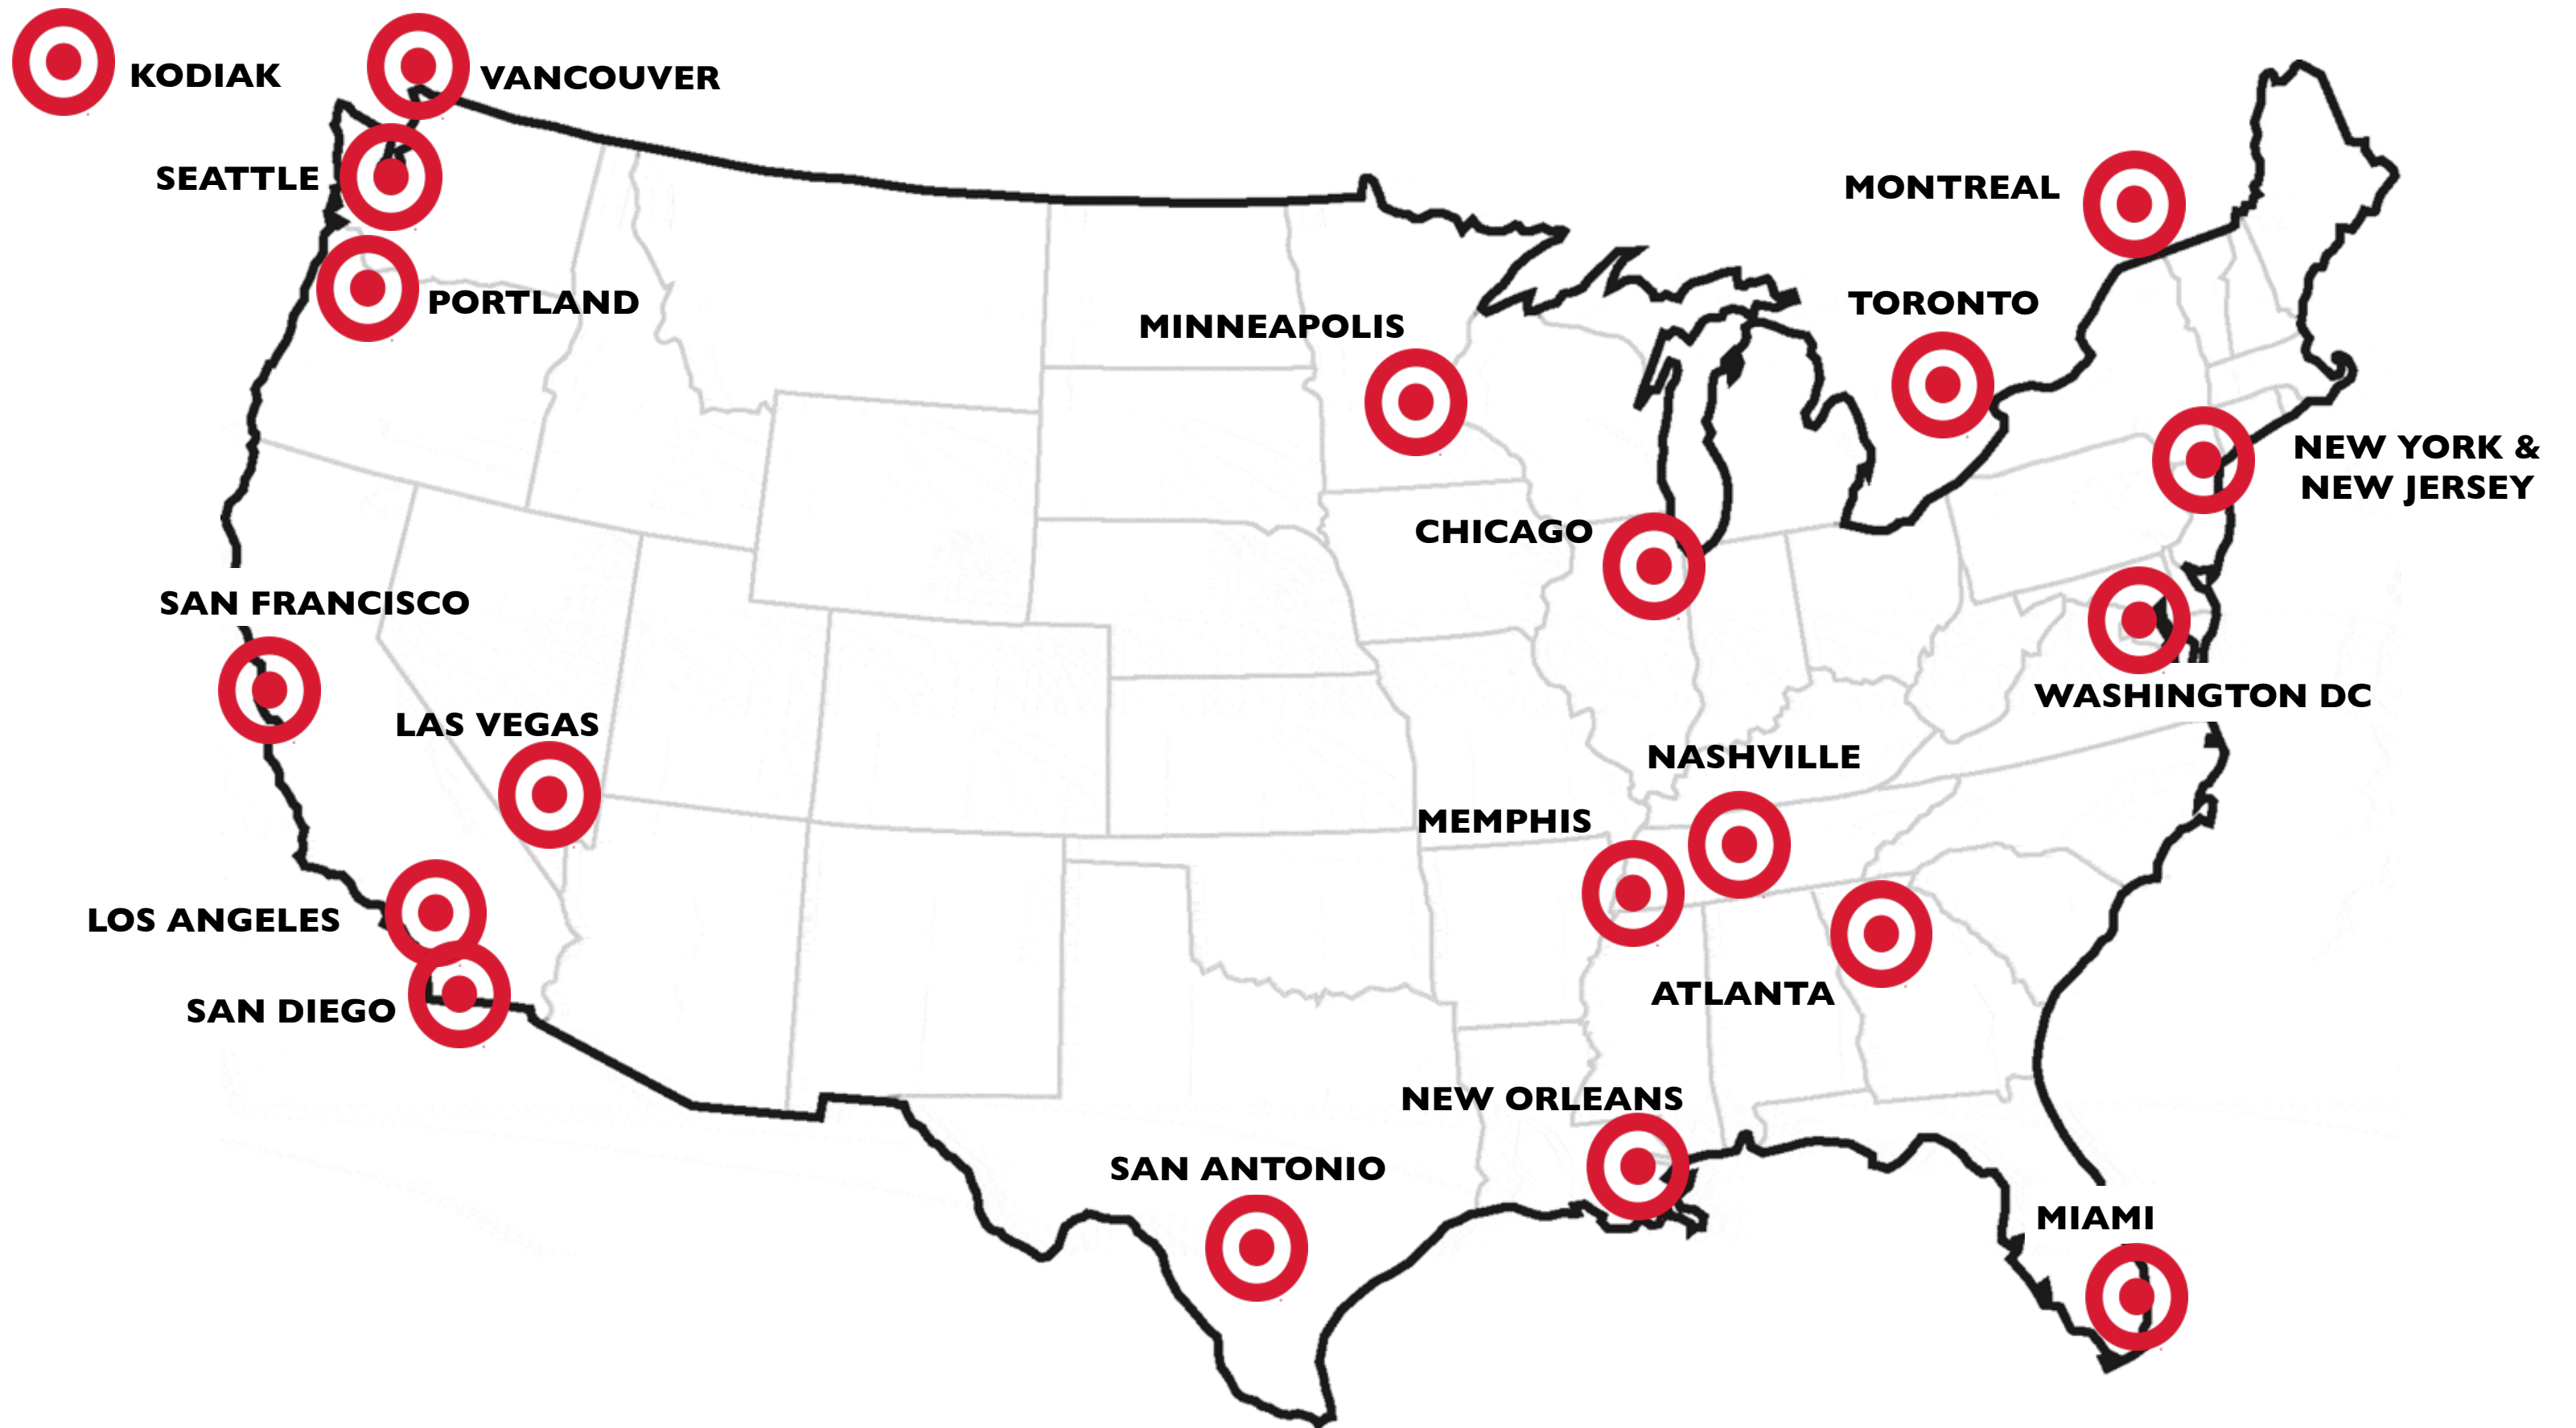 KODIAK
VANCOUVER
SEATTLE
MONTREAL
PORTLAND
TORONTO
MINNEAPOLIS
NEW YORK &
NEW JERSEY
CHICAGO
SAN FRANCISCO
WASHINGTON DC
LAS VEGAS
NASHVILLE
MEMPHIS
LOS ANGELES
ATLANTA
SAN DIEGO
NEW ORLEANS
SAN ANTONIO
MIAMI